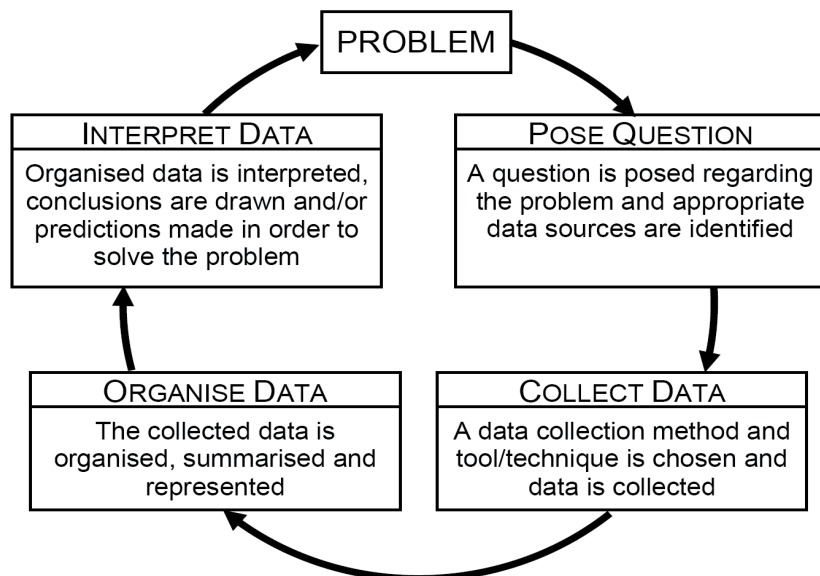 PROBLEM
POSE QUESTION
A question is posed regarding
the problem and appropriate
data sources are identified
COLLECT DATA
A data collection method and
tool/technique is chosen and
data is collected
ORGANISE DATA
The collected data is
organised, summarised and
represented
INTERPRET DATA
Organised data is interpreted,
conclusions are drawn and/or
predictions made in order to
solve the problem